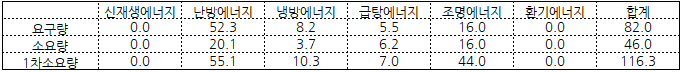 신재생에너지 난방에너지 냉방에너지 급탕에너지 조명에너지 환기에너지 합계
요구량 0.0 52.3 8.2 5.5 16.0 0.0 82.0
소요량 0.0 20.1 3.7 6.2 16.0 0.0 46.0
1차소요량 0.0 55.1 10.3 7.0 44.0 0.0 116.3